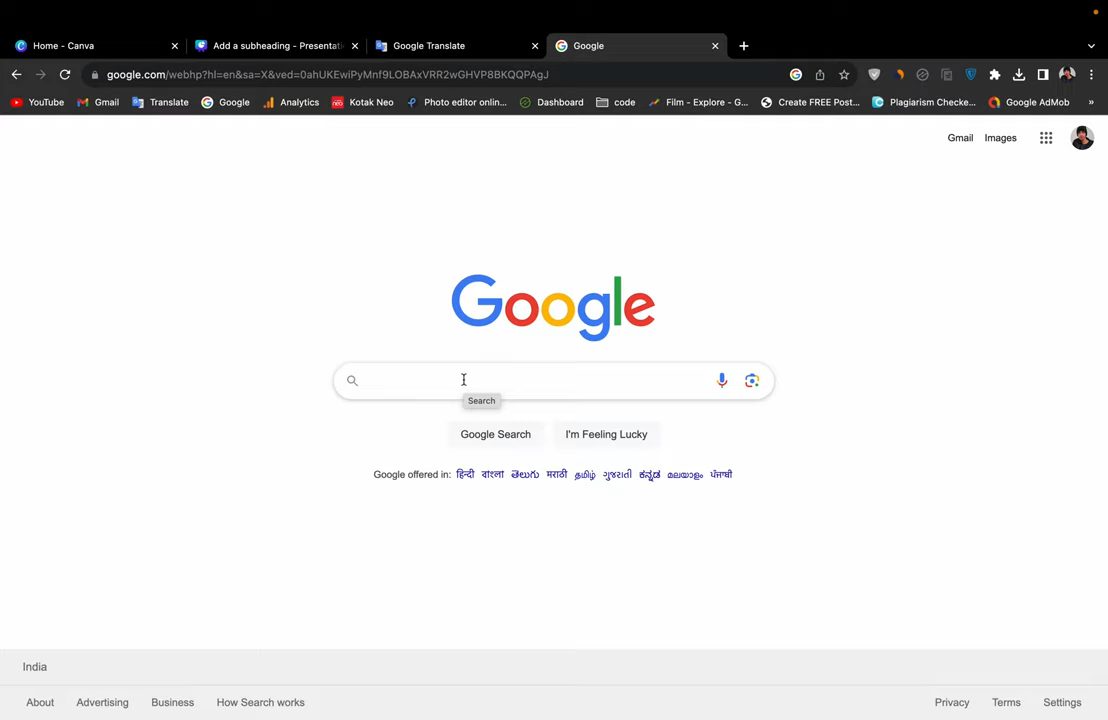 Home - Canva Add a subheading - Presentati Google Translate Google
google.com/webhp?hl=en&sa=X&ved=0ahUKEwiPyMnf9LOBAxVRR2wGHVP8BKQQPAgJ
YouTube Gmail Translate Google Analytics neo Kotak Neo Photo editor onlin... Dashboard code Film - Explore - G... Create FREE Post... Plagiarism Checke... Google AdMob »
Gmail Images
Google
Search
Google Search I'm Feeling Lucky
Google offered in: हिन्दी বাংলা తెలుగు मराठी தமிழ் ગુજરાતી ಕನ್ನಡ മലയാളം ਪੰਜਾਬੀ
India
About Advertising Business How Search works Privacy Terms Settings